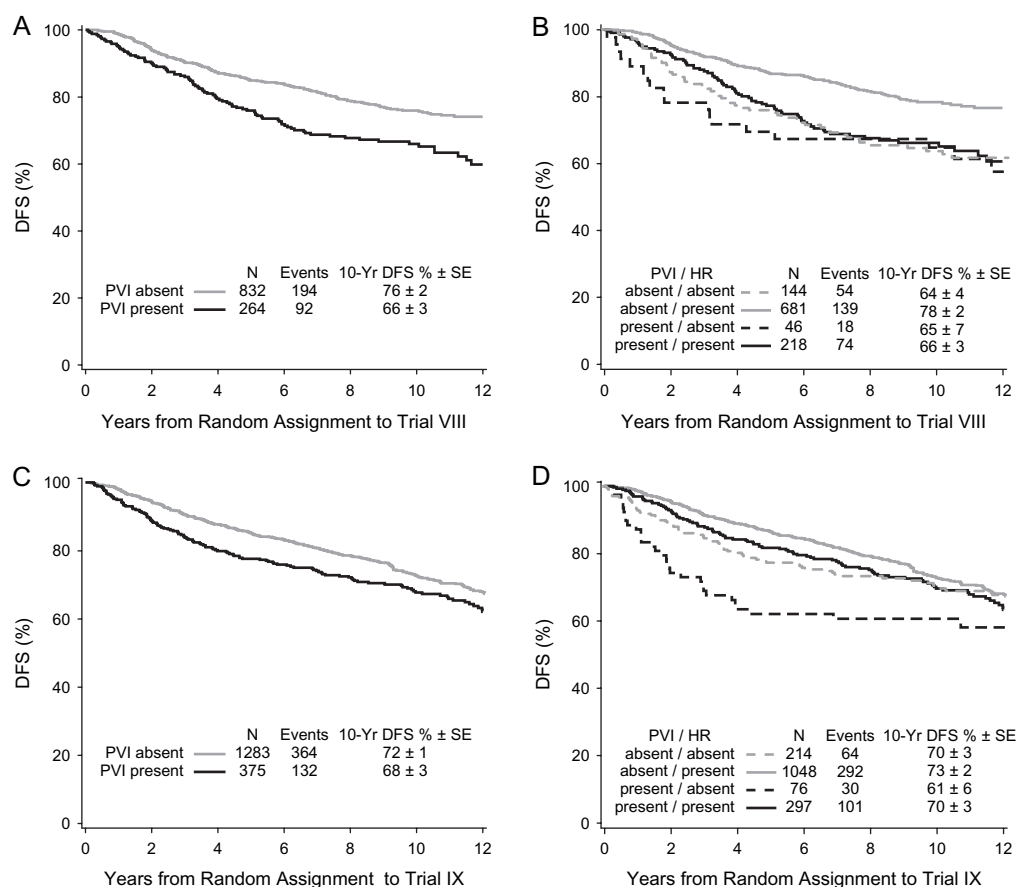 A
100
80
60
40
20
0
DFS (%)
N Events 10-Yr DFS % ± SE
PVI absent 832 194 76 ± 2
PVI present 264 92 66 ± 3
0 2 4 6 8 10 12
Years from Random Assignment to Trial VIII
B
100
80
60
40
20
0
DFS (%)
PVI / HR N Events 10-Yr DFS % ± SE
absent / absent 144 54 64 ± 4
absent / present 681 139 78 ± 2
present / absent 46 18 65 ± 7
present / present 218 74 66 ± 3
0 2 4 6 8 10 12
Years from Random Assignment to Trial VIII
C
100
80
60
40
20
0
DFS (%)
N Events 10-Yr DFS % ± SE
PVI absent 1283 364 72 ± 1
PVI present 375 132 68 ± 3
0 2 4 6 8 10 12
Years from Random Assignment to Trial IX
D
100
80
60
40
20
0
DFS (%)
PVI / HR N Events 10-Yr DFS % ± SE
absent / absent 214 64 70 ± 3
absent / present 1048 292 73 ± 2
present / absent 76 30 61 ± 6
present / present 297 101 70 ± 3
0 2 4 6 8 10 12
Years from Random Assignment to Trial IX